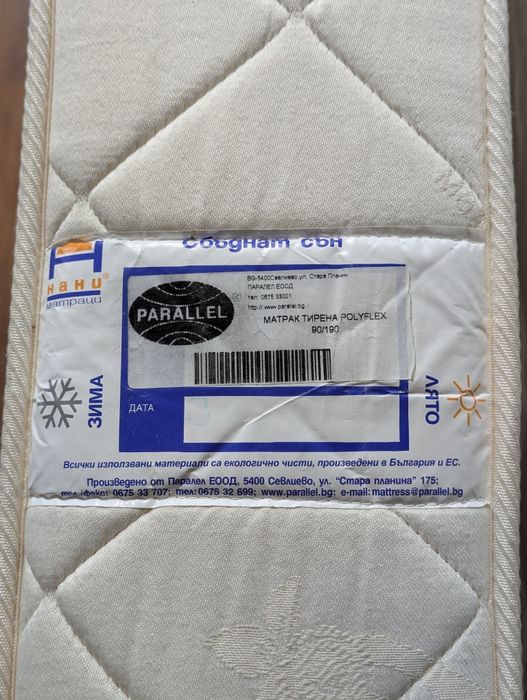 Сбъднат сън
Нани®
матраци
BG-5400Севлиево,ул. Стара Планин
ПАРАЛЕЛ ЕООД
тел. 0675 33001
http:// www.parallel.bg
PARALLEL ®
МАТРАК ТИРЕНА POLYFLEX
90/190
ЗИМА
ДАТА
ЛЯТО
Всички използвани материали са екологично чисти, произведени в България и ЕС.
Произведено от Паралел ЕООД, 5400 Севлиево, ул. "Стара планина" 175;
тел./факс: 0675 33 707; тел:0675 32 599; www.parallel.bg; e-mail:mattress@parallel.bg